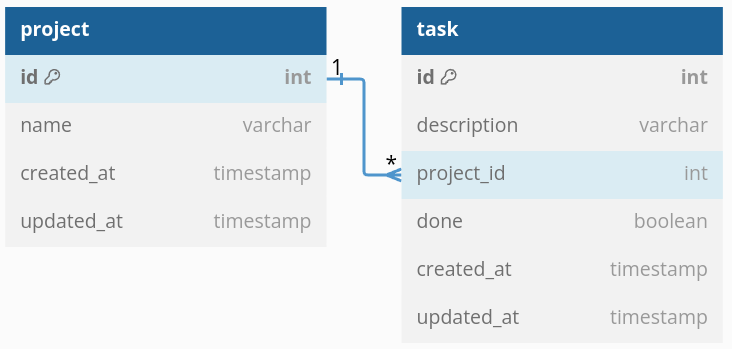 project
id int
name varchar
created_at timestamp
updated_at timestamp
1
*
task
id int
description varchar
project_id int
done boolean
created_at timestamp
updated_at timestamp